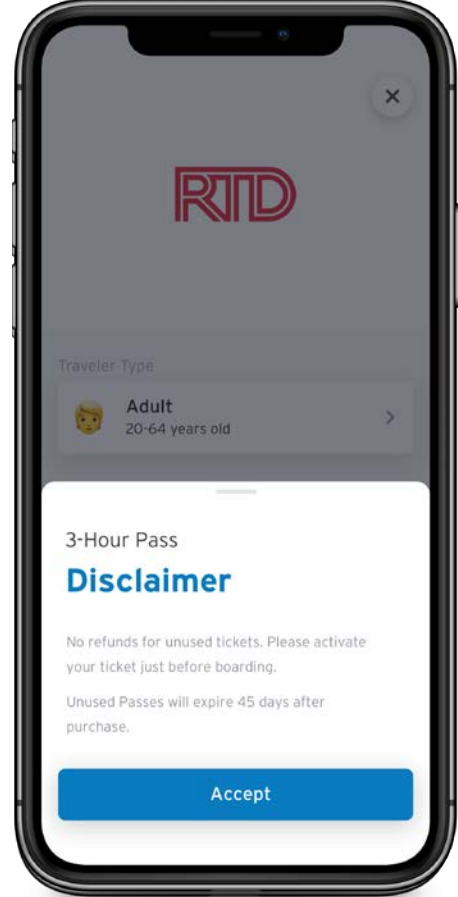 RTD
Traveler Type
Adult
20-64 years old
3-Hour Pass
Disclaimer
No refunds for unused tickets. Please activate
your ticket just before boarding.
Unused Passes will expire 45 days after
purchase.
Accept